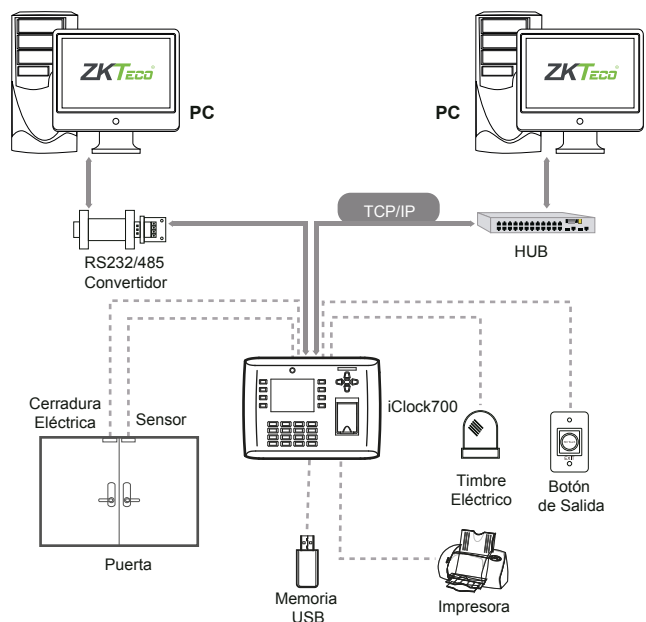 ZKTeco
ZKTeco
PC
PC
TCP/IP
RS232/485
Convertidor
HUB
Cerradura
Eléctrica
Sensor
iClock700
EXIT
Timbre
Eléctrico
Botón
de Salida
Puerta
Memoria
USB
Impresora